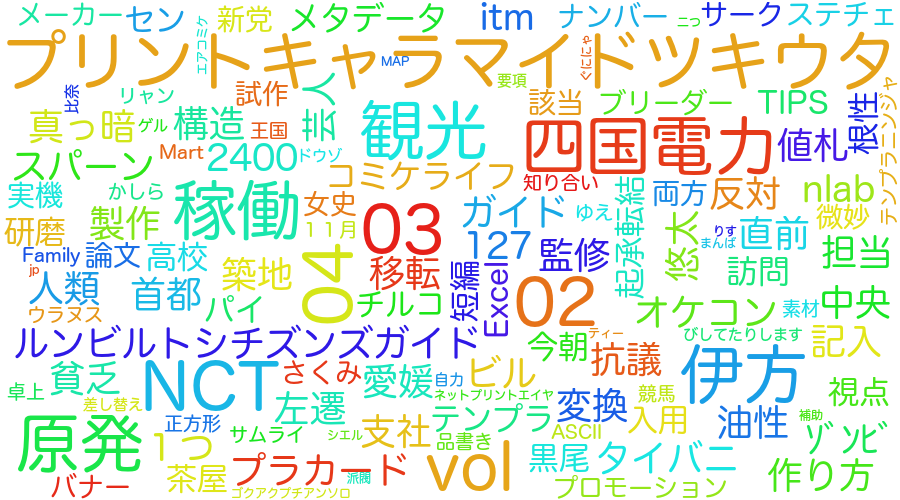 メーカー セン 新党 エアコミケ メタデータ itm ナンバー ニっ サーク ステチェ
プリントキャラマイドツキウタ
MAP ぐににゃ
比奈 リャン 試作 芸人 要項 該当 ブリーダー TIPS 根性 テンプラニンジャ
真っ暗 ゲル 構造 王国 観光 四国電力 値札
スパーン Mart 2400 ドウゾ コミケライフ 知り合い
実機 かしら 稼働 女史 03 ガイド ゆえ 起承転結 両方 反対 nlab
研磨 製作 11月 127 悠太 りす まんば 直前 微妙
Family 論文 高校 04 移転 短編 監修 訪問 担当
jp 人類 首都 築地 Excel 02
ウラヌス パイ チルコ オケコン 素材 中央
ルンビルトシチズンズガイド 今朝 ティー びしてたりします 記入
貧乏 NCT さくみ 愛媛 自力 ビル 抗議 伊方 視点
卓上 差し替え ネットプリントエイヤ 競馬
原発 正方形 左遷 テンプラ 変換 入用 油性 補助
1つ サムライ シエル 支社 品書き ASCII ゾンビ
バナー 茶屋 プラカード 派閥 vol 黒尾 タイバニ 作り方
ゴクアクプチアンソロ プロモーション